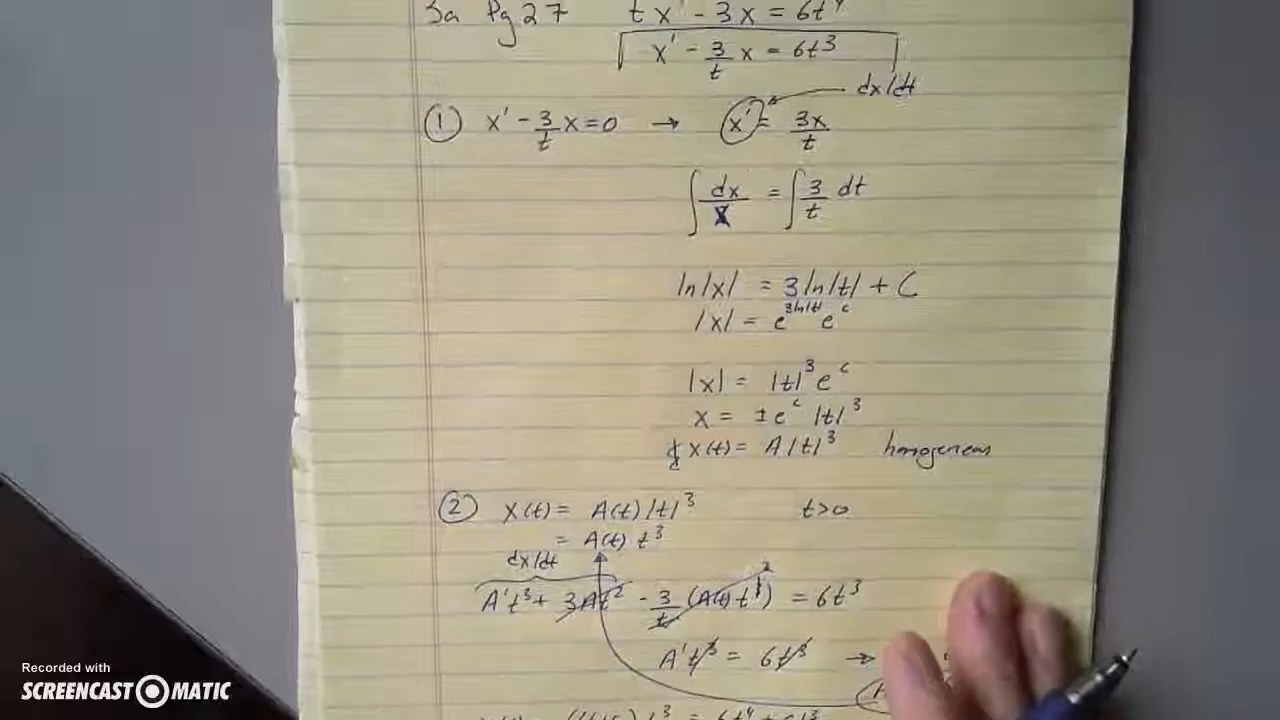 3a Pg 27 tx' - 3x = 6t⁴
x' - 3/t x = 6t³
dx/dt
① x' - 3/t x = 0 → x' = 3x/t
∫ dx/x = ∫ 3/t dt
ln|x| = 3 ln|t| + C
|x| = e^{3ln|t|} e^c
|x| = |t|³ e^c
x = ±e^c |t|³
x(t) = A|t|³ homogeneous
② x(t) = A(t)|t|³ t>0
= A(t) t³
dx/dt
A't³ + 3At² - 3/t (A(t) t³) = 6t³
A't³ = 6t³ →
Recorded with
SCREENCAST-O-MATIC